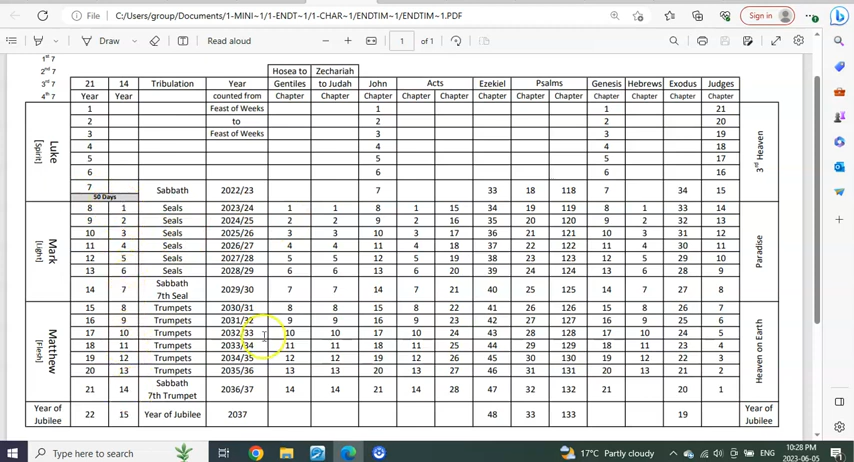 File
C:/Users/group/Documents/1-MINI~1/1-ENDT~1/1-CHAR~1/ENDTIM~1/ENDTIM~1.PDF
Sign in
Draw
Read aloud
1
of 1
1st 7
2nd 7 Hosea to Zechariah
3rd 7 21 14 Tribulation Year Gentiles to Judah John Acts Ezekiel Psalms Genesis Hebrews Exodus Judges
4th 7 Year Year counted from Chapter Chapter Chapter Chapter Chapter Chapter Chapter Chapter Chapter Chapter Chapter Chapter
Luke
[Spirit]
3rd Heaven
1 Feast of Weeks 1 1 21
2 to 2 2 20
3 Feast of Weeks 3 3 19
4 4 4 18
5 5 5 17
6 6 6 16
7 Sabbath 2022/23 7 33 18 118 7 34 15
50 Days
Mark
[Light]
Paradise
8 1 Seals 2023/24 1 1 8 1 15 34 19 119 8 1 33 14
9 2 Seals 2024/25 2 2 9 2 16 35 20 120 9 2 32 13
10 3 Seals 2025/26 3 3 10 3 17 36 21 121 10 3 31 12
11 4 Seals 2026/27 4 4 11 4 18 37 22 122 11 4 30 11
12 5 Seals 2027/28 5 5 12 5 19 38 23 123 12 5 29 10
13 6 Seals 2028/29 6 6 13 6 20 39 24 124 13 6 28 9
14 7 Sabbath 2029/30 7 7 14 7 21 40 25 125 14 7 27 8
7th Seal
Matthew
[Flesh]
Heaven on Earth
15 8 Trumpets 2030/31 8 8 15 8 22 41 26 126 15 8 26 7
16 9 Trumpets 2031/32 9 9 16 9 23 42 27 127 16 9 25 6
17 10 Trumpets 2032/33 10 10 17 10 24 43 28 128 17 10 24 5
18 11 Trumpets 2033/34 11 11 18 11 25 44 29 129 18 11 23 4
19 12 Trumpets 2034/35 12 12 19 12 26 45 30 130 19 12 22 3
20 13 Trumpets 2035/36 13 13 20 13 27 46 31 131 20 13 21 2
21 14 Sabbath 2036/37 14 14 21 14 28 47 32 132 21 20 1
7th Trumpet
Year of Jubilee 22 15 Year of Jubilee 2037 48 33 133 19 Year of Jubilee
Type here to search
17°C Partly cloudy
ENG
10:28 PM
2023-06-05